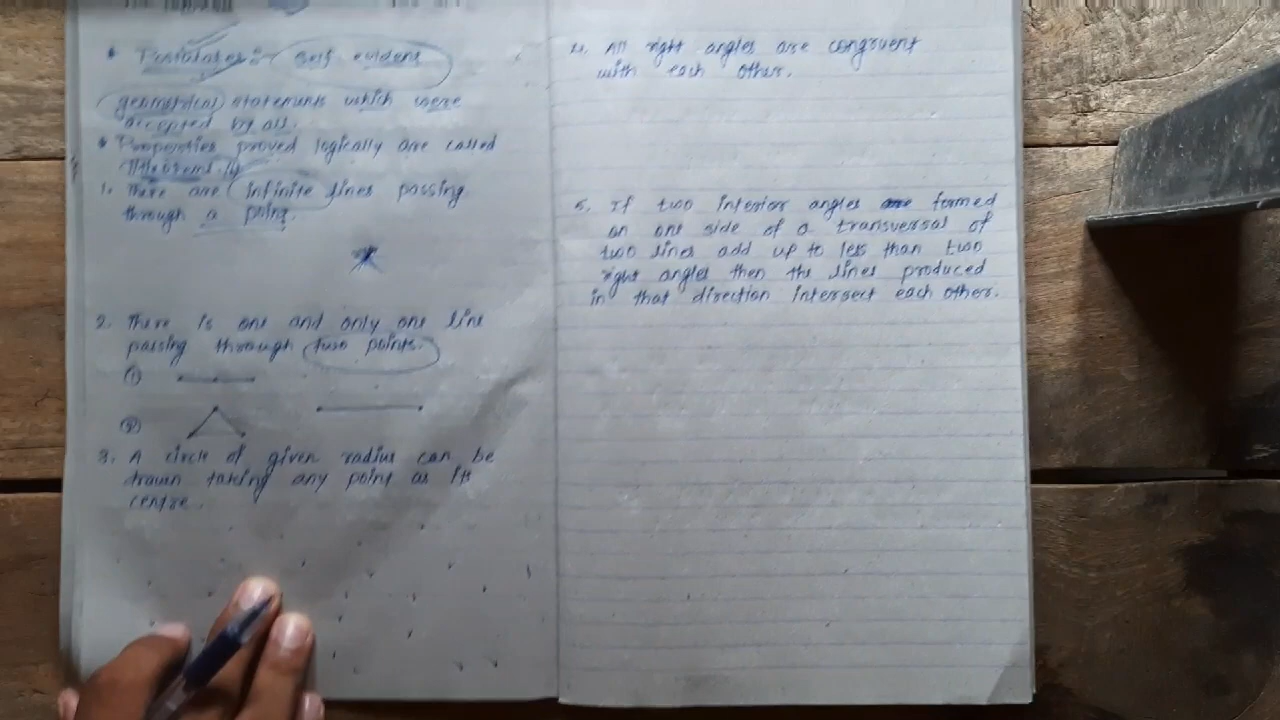 • Postulates :- self evident
geometrical statements which were
accepted by all.
• Properties proved logically are called
theorems.
1. There are infinite lines passing
through a point.
2. There is one and only one line
passing through two points.
①
②
3. A circle of given radius can be
drawn taking any point as its
centre.
4. All right angles are congruent
with each other.
5. If two interior angles are formed
on one side of a transversal of
two lines add up to less than two
right angles then the lines produced
in that direction intersect each other.